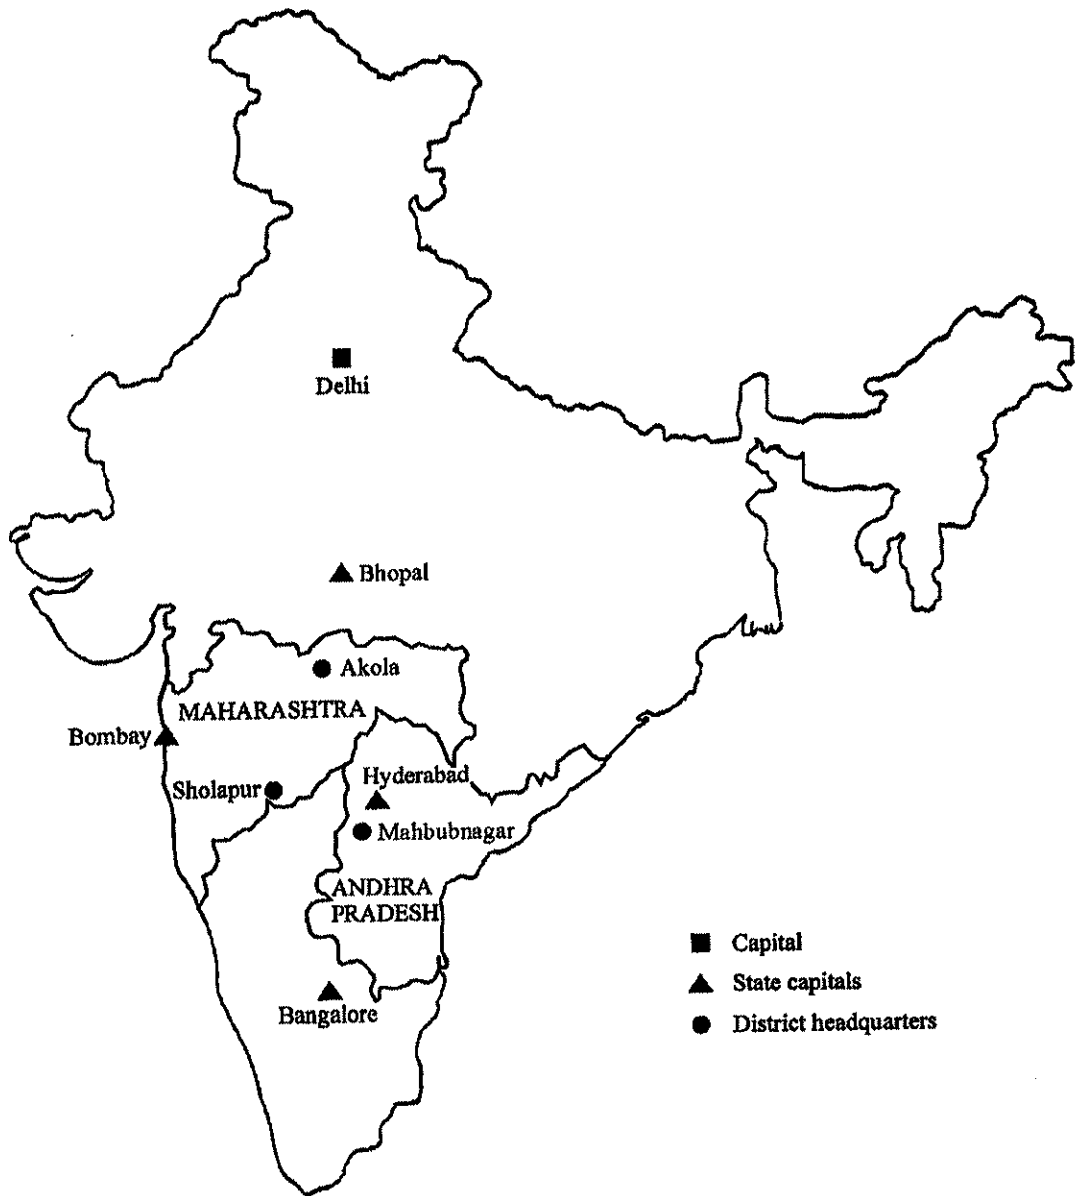 Delhi
Bhopal
Akola
MAHARASHTRA
Bombay
Hyderabad
Sholapur
Mahbubnagar
ANDHRA
PRADESH
Capital
State capitals
Bangalore
District headquarters